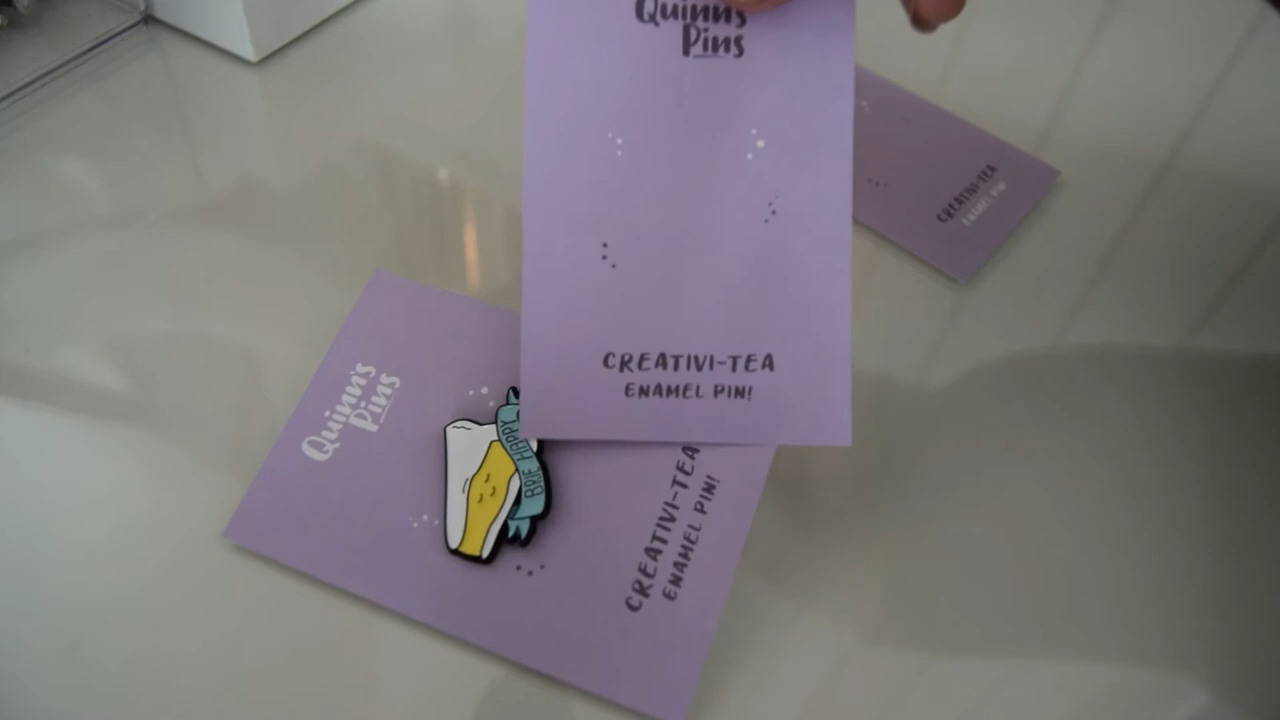 Quinn's
Pins
CREATIVI-TEA
ENAMEL PIN!
Quinn's
Pins
BRIE HAPPY
CREATIVI-TEA
ENAMEL PIN!
CREATIVI-TEA
ENAMEL PIN